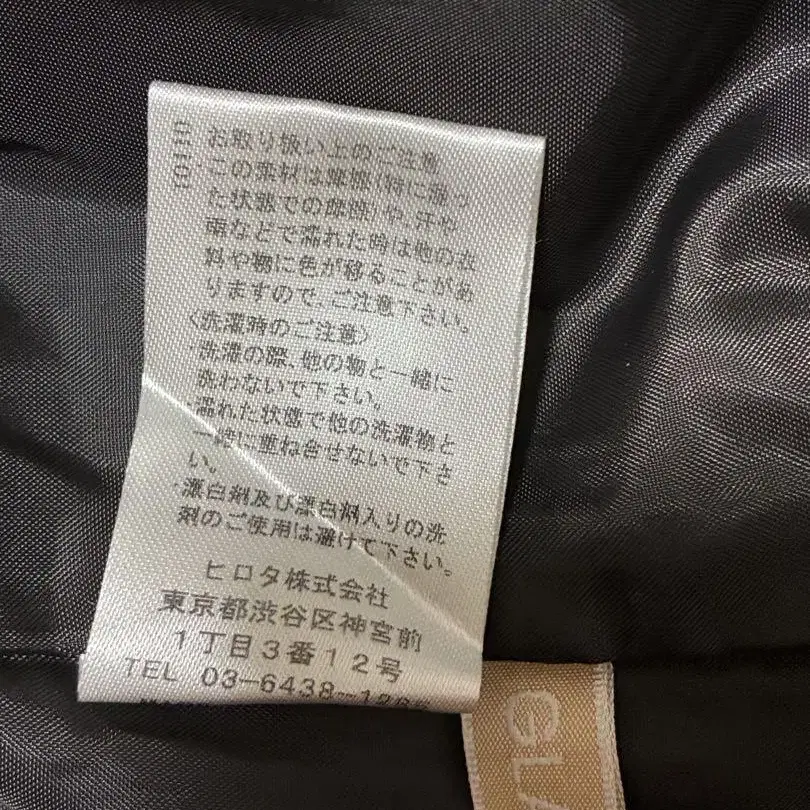 01101
お取り扱い上のご注意
この素材は摩擦(特に湿っ
た状態での摩擦)や、汗や
雨などで濡れた時は他の衣
料や物に色が移ることがあ
りますので、ご注意下さい。
〈洗濯時のご注意〉
・洗濯の際、他の物と一緒に
洗わないで下さい。
・濡れた状態で他の洗濯物と
一緒に重ね合せないで下さ
い。
・漂白剤及び漂白剤入りの洗
剤のご使用は避けて下さい。
ヒロタ株式会社
東京都渋谷区神宮前
1丁目3番12号
TEL 03-6438-126
GLA